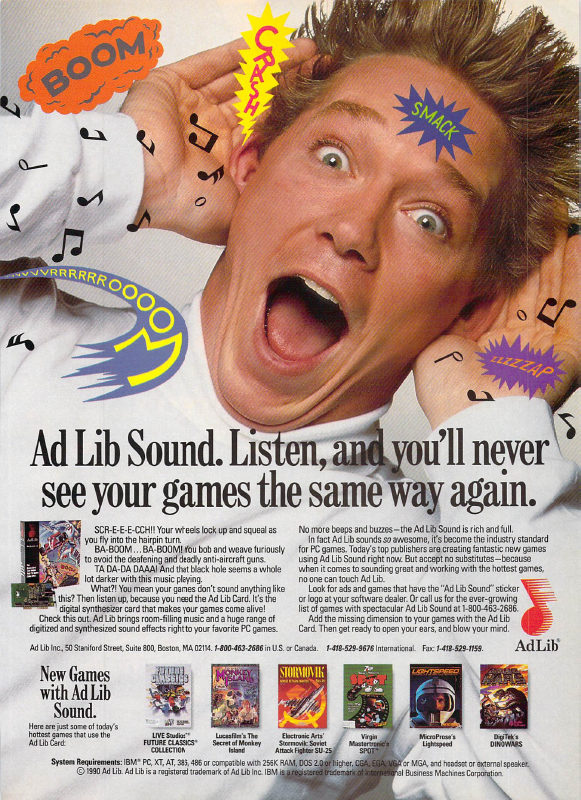 BOOM
CRASH!
SMACK
VVVVRRRRROOOOOM
ZZZZZAP
Ad Lib Sound. Listen, and you'll never
see your games the same way again.
SCR-E-E-E-CCH!! Your wheels lock up and squeal as
you fly into the hairpin turn.
BA-BOOM...BA-BOOM! You bob and weave furiously
to avoid the deafening and deadly anti-aircraft guns.
TA DA-DA DAAA! And that black hole seems a whole
lot darker with this music playing.
What?! You mean your games don't sound anything like
this? Then listen up, because you need the Ad Lib Card. It's the
digital synthesizer card that makes your games come alive!
Check this out. Ad Lib brings room-filling music and a huge range of
digitized and synthesized sound effects right to your favorite PC games.
No more beeps and buzzes—the Ad Lib Sound is rich and full.
In fact Ad Lib sounds so awesome, it's become the industry standard
for PC games. Today's top publishers are creating fantastic new games
using Ad Lib Sound right now. But accept no substitutes—because
when it comes to sounding great and working with the hottest games,
no one can touch Ad Lib.
Look for ads and games that have the "Ad Lib Sound" sticker
or logo at your software dealer. Or call us for the ever-growing
list of games with spectacular Ad Lib Sound at 1-800-463-2686.
Add the missing dimension to your games with the Ad Lib
Card. Then get ready to open your ears, and blow your mind.
AdLib®
Ad Lib Inc., 50 Staniford Street, Suite 800, Boston, MA 02114. 1-800-463-2686 in U.S. or Canada. 1-418-529-9676 International. Fax: 1-418-529-1159.
New Games
with Ad Lib
Sound.
Here are just some of today's
hottest games that use the
Ad Lib Card:
FUTURE CLASSICS
STORMOVIK
SPOT
LIGHTSPEED
LIVE Studios'™
FUTURE CLASSICS™
COLLECTION
Lucasfilm's The
Secret of Monkey
Island
Electronic Arts'
Stormovik: Soviet
Attack Fighter SU-25
Virgin
Mastertronic's
SPOT™
MicroProse's
Lightspeed
DigiTek's
DINOWARS
System Requirements: IBM® PC, XT, AT, 386, 486 or compatible with 256K RAM, DOS 2.0 or higher, CGA, EGA, VGA or MGA, and headset or external speaker.
© 1990 Ad Lib. Ad Lib is a registered trademark of Ad Lib Inc. IBM is a registered trademark of International Business Machines Corporation.